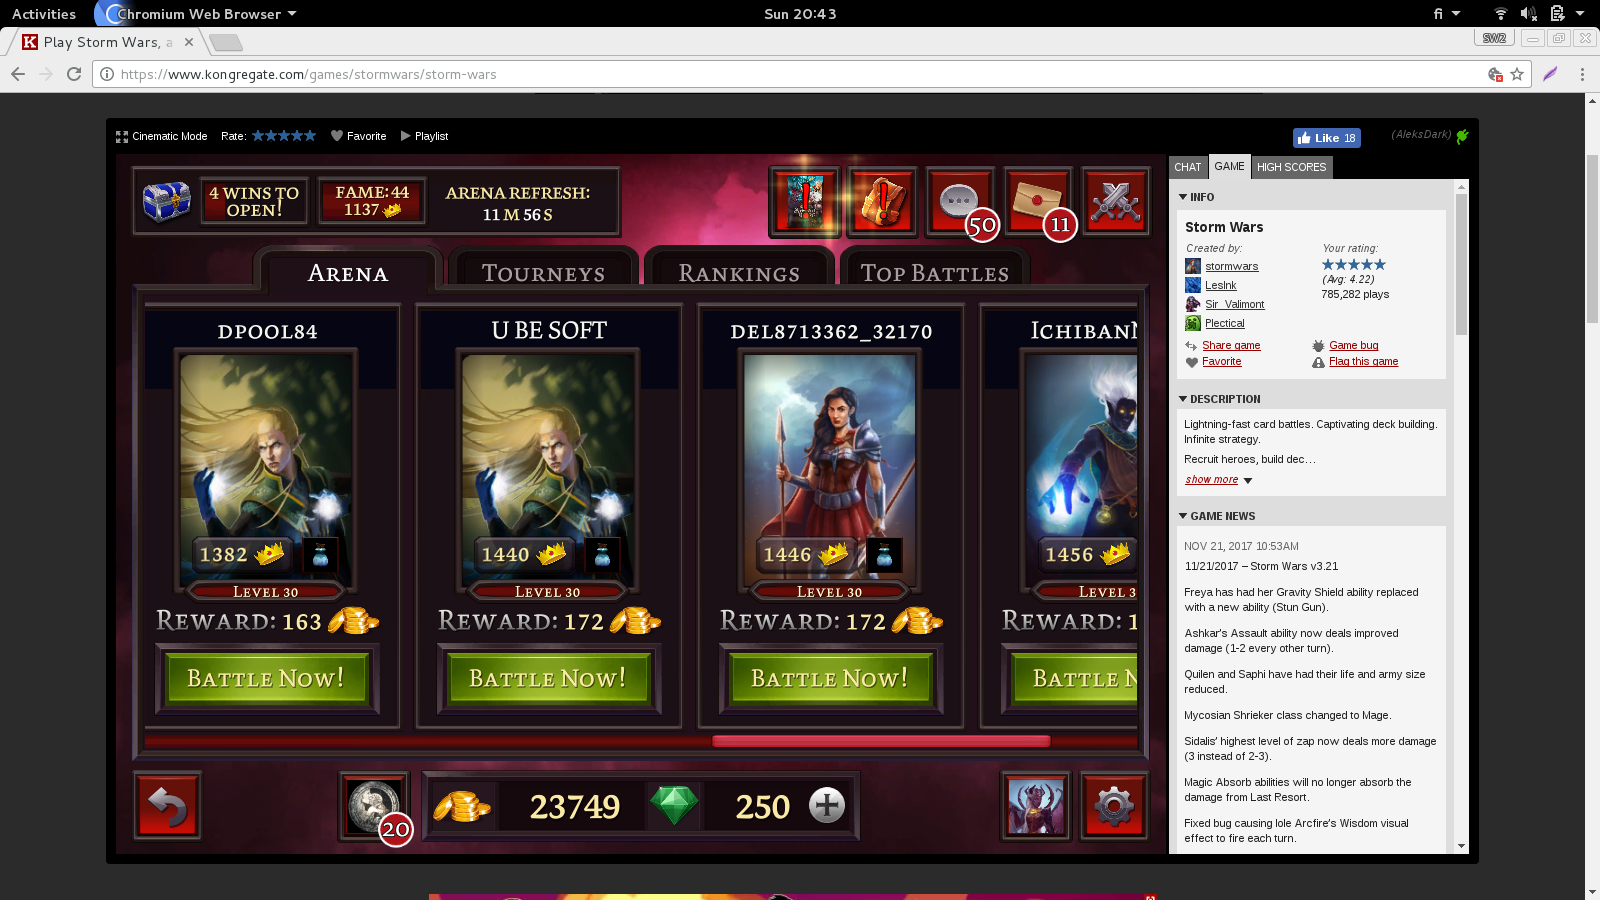 Activities
Chromium Web Browser
Sun 20:43
fi
Play Storm Wars, a
SW2
https://www.kongregate.com/games/stormwars/storm-wars
Cinematic Mode
Rate:
Favorite
Playlist
Like 18
(AleksDark)
4 WINS TO
OPEN!
FAME: 44
1137
ARENA REFRESH:
11 M 56 S
50
11
ARENA
TOURNEYS
RANKINGS
TOP BATTLES
DPOOL84
1382
LEVEL 30
REWARD: 163
BATTLE NOW!
U BE SOFT
1440
LEVEL 30
REWARD: 172
BATTLE NOW!
DEL8713362_32170
1446
LEVEL 30
REWARD: 172
BATTLE NOW!
1456
LEVEL 3
REWARD: 1
BATTLE N
20
23749
250
CHAT
GAME
HIGH SCORES
INFO
Storm Wars
Created by:
stormwars
LesInk
Sir_Valimont
Plectical
Your rating:
(Avg: 4.22)
785,282 plays
Share game
Game bug
Favorite
Flag this game
DESCRIPTION
Lightning-fast card battles. Captivating deck building.
Infinite strategy.
Recruit heroes, build dec…
show more
GAME NEWS
NOV 21, 2017 10:53AM
11/21/2017 – Storm Wars v3.21
Freya has had her Gravity Shield ability replaced
with a new ability (Stun Gun).
Ashkar's Assault ability now deals improved
damage (1-2 every other turn).
Quilen and Saphi have had their life and army size
reduced.
Mycosian Shrieker class changed to Mage.
Sidalis' highest level of zap now deals more damage
(3 instead of 2-3).
Magic Absorb abilities will no longer absorb the
damage from Last Resort.
Fixed bug causing Iole Arcfire's Wisdom visual
effect to fire each turn.